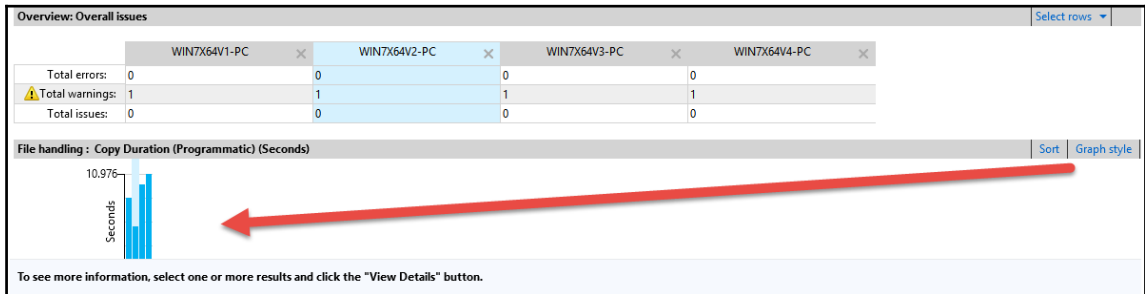 Overview: Overall issues Select rows
WIN7X64V1-PC WIN7X64V2-PC WIN7X64V3-PC WIN7X64V4-PC
Total errors: 0 0 0 0
Total warnings: 1 1 1 1
Total issues: 0 0 0 0
File handling : Copy Duration (Programmatic) (Seconds) Sort Graph style
10.976
Seconds
To see more information, select one or more results and click the "View Details" button.